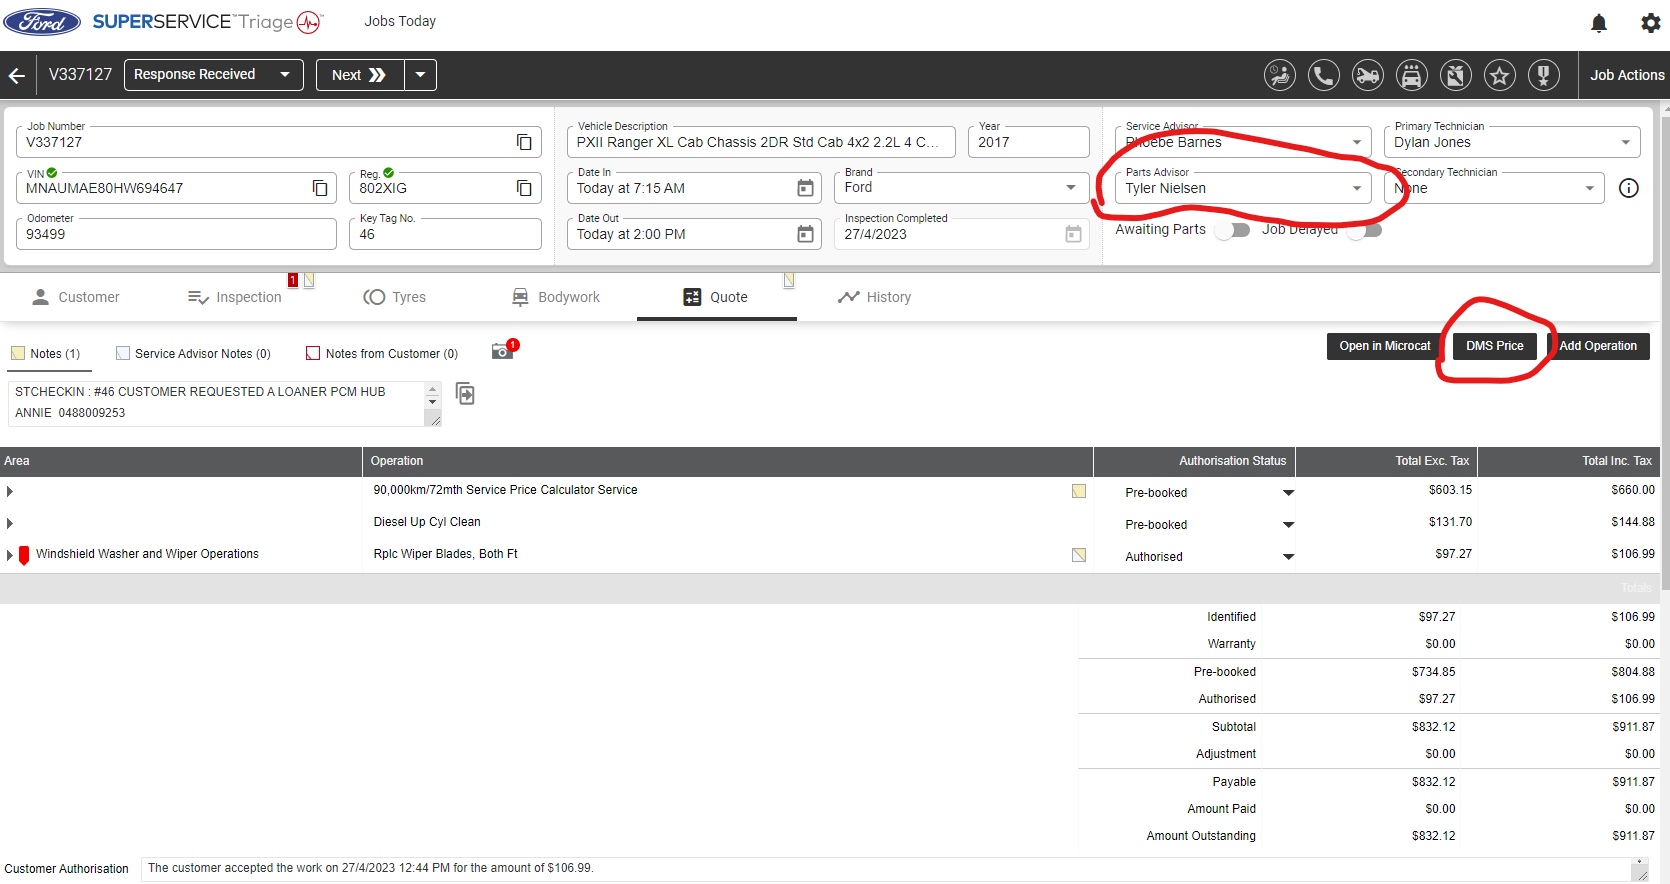 Ford SUPERSERVICE™Triage Jobs Today
V337127 Response Received Next Job Actions
Job Number
V337127
Vehicle Description
PXII Ranger XL Cab Chassis 2DR Std Cab 4x2 2.2L 4 C...
Year
2017
Service Advisor
Phoebe Barnes
Primary Technician
Dylan Jones
VIN
MNAUMAE80HW694647
Reg.
802XIG
Date In
Today at 7:15 AM
Brand
Ford
Parts Advisor
Tyler Nielsen
Secondary Technician
None
Odometer
93499
Key Tag No.
46
Date Out
Today at 2:00 PM
Inspection Completed
27/4/2023
Awaiting Parts Job Delayed
Customer Inspection 1 Tyres Bodywork Quote History
Notes (1) Service Advisor Notes (0) Notes from Customer (0) 1 Open in Microcat DMS Price Add Operation
STCHECKIN : #46 CUSTOMER REQUESTED A LOANER PCM HUB
ANNIE 0488009253
Area Operation Authorisation Status Total Exc. Tax Total Inc. Tax
90,000km/72mth Service Price Calculator Service Pre-booked $603.15 $660.00
Diesel Up Cyl Clean Pre-booked $131.70 $144.88
Windshield Washer and Wiper Operations Rplc Wiper Blades, Both Ft Authorised $97.27 $106.99
Totals
Identified $97.27 $106.99
Warranty $0.00 $0.00
Pre-booked $734.85 $804.88
Authorised $97.27 $106.99
Subtotal $832.12 $911.87
Adjustment $0.00 $0.00
Payable $832.12 $911.87
Amount Paid $0.00 $0.00
Amount Outstanding $832.12 $911.87
Customer Authorisation The customer accepted the work on 27/4/2023 12:44 PM for the amount of $106.99.